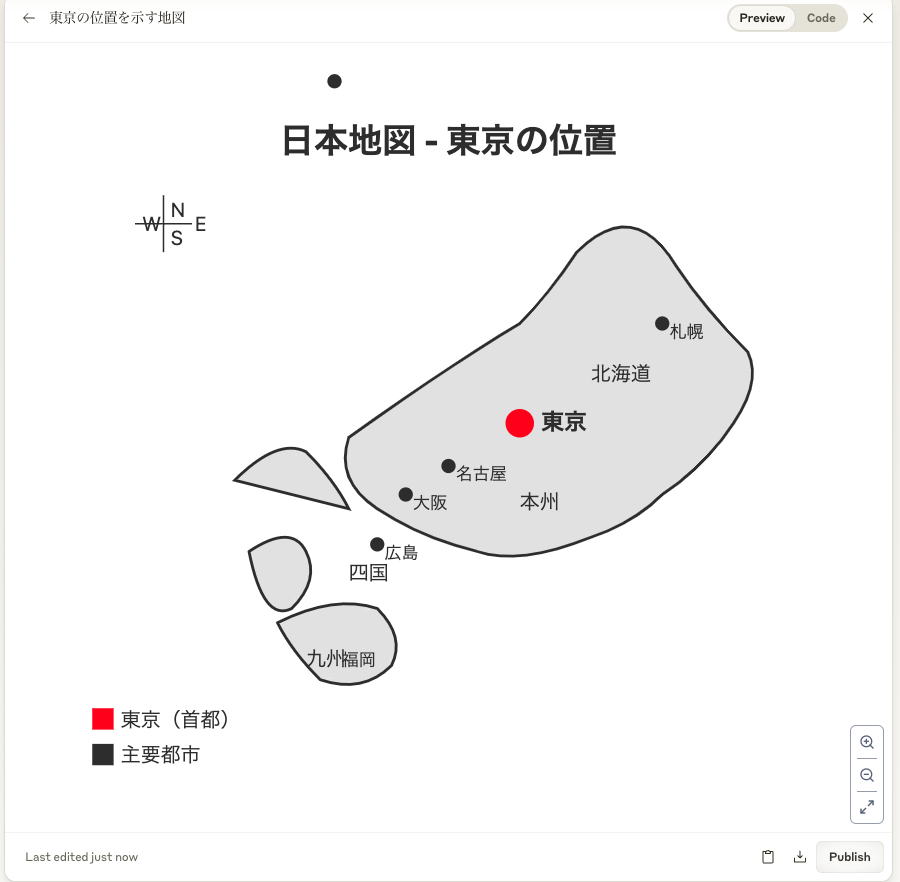 東京の位置を示す地図
Preview
Code
日本地図 - 東京の位置
N
W
E
S
札幌
北海道
東京
名古屋
大阪
本州
広島
四国
九州
福岡
東京（首都）
主要都市
Last edited just now
Publish